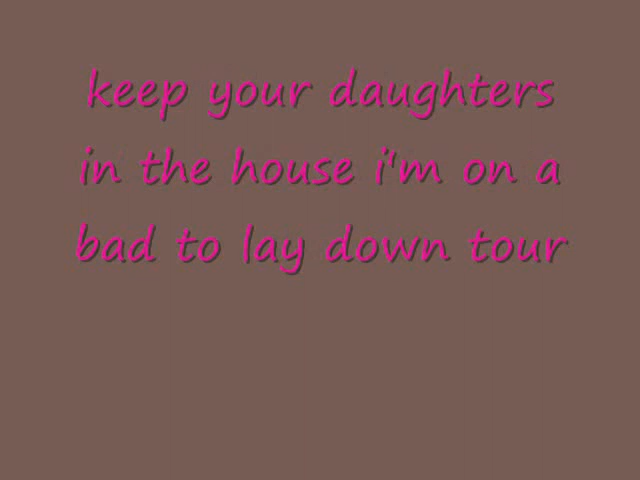 keep your daughters
in the house i'm on a
bad to lay down tour